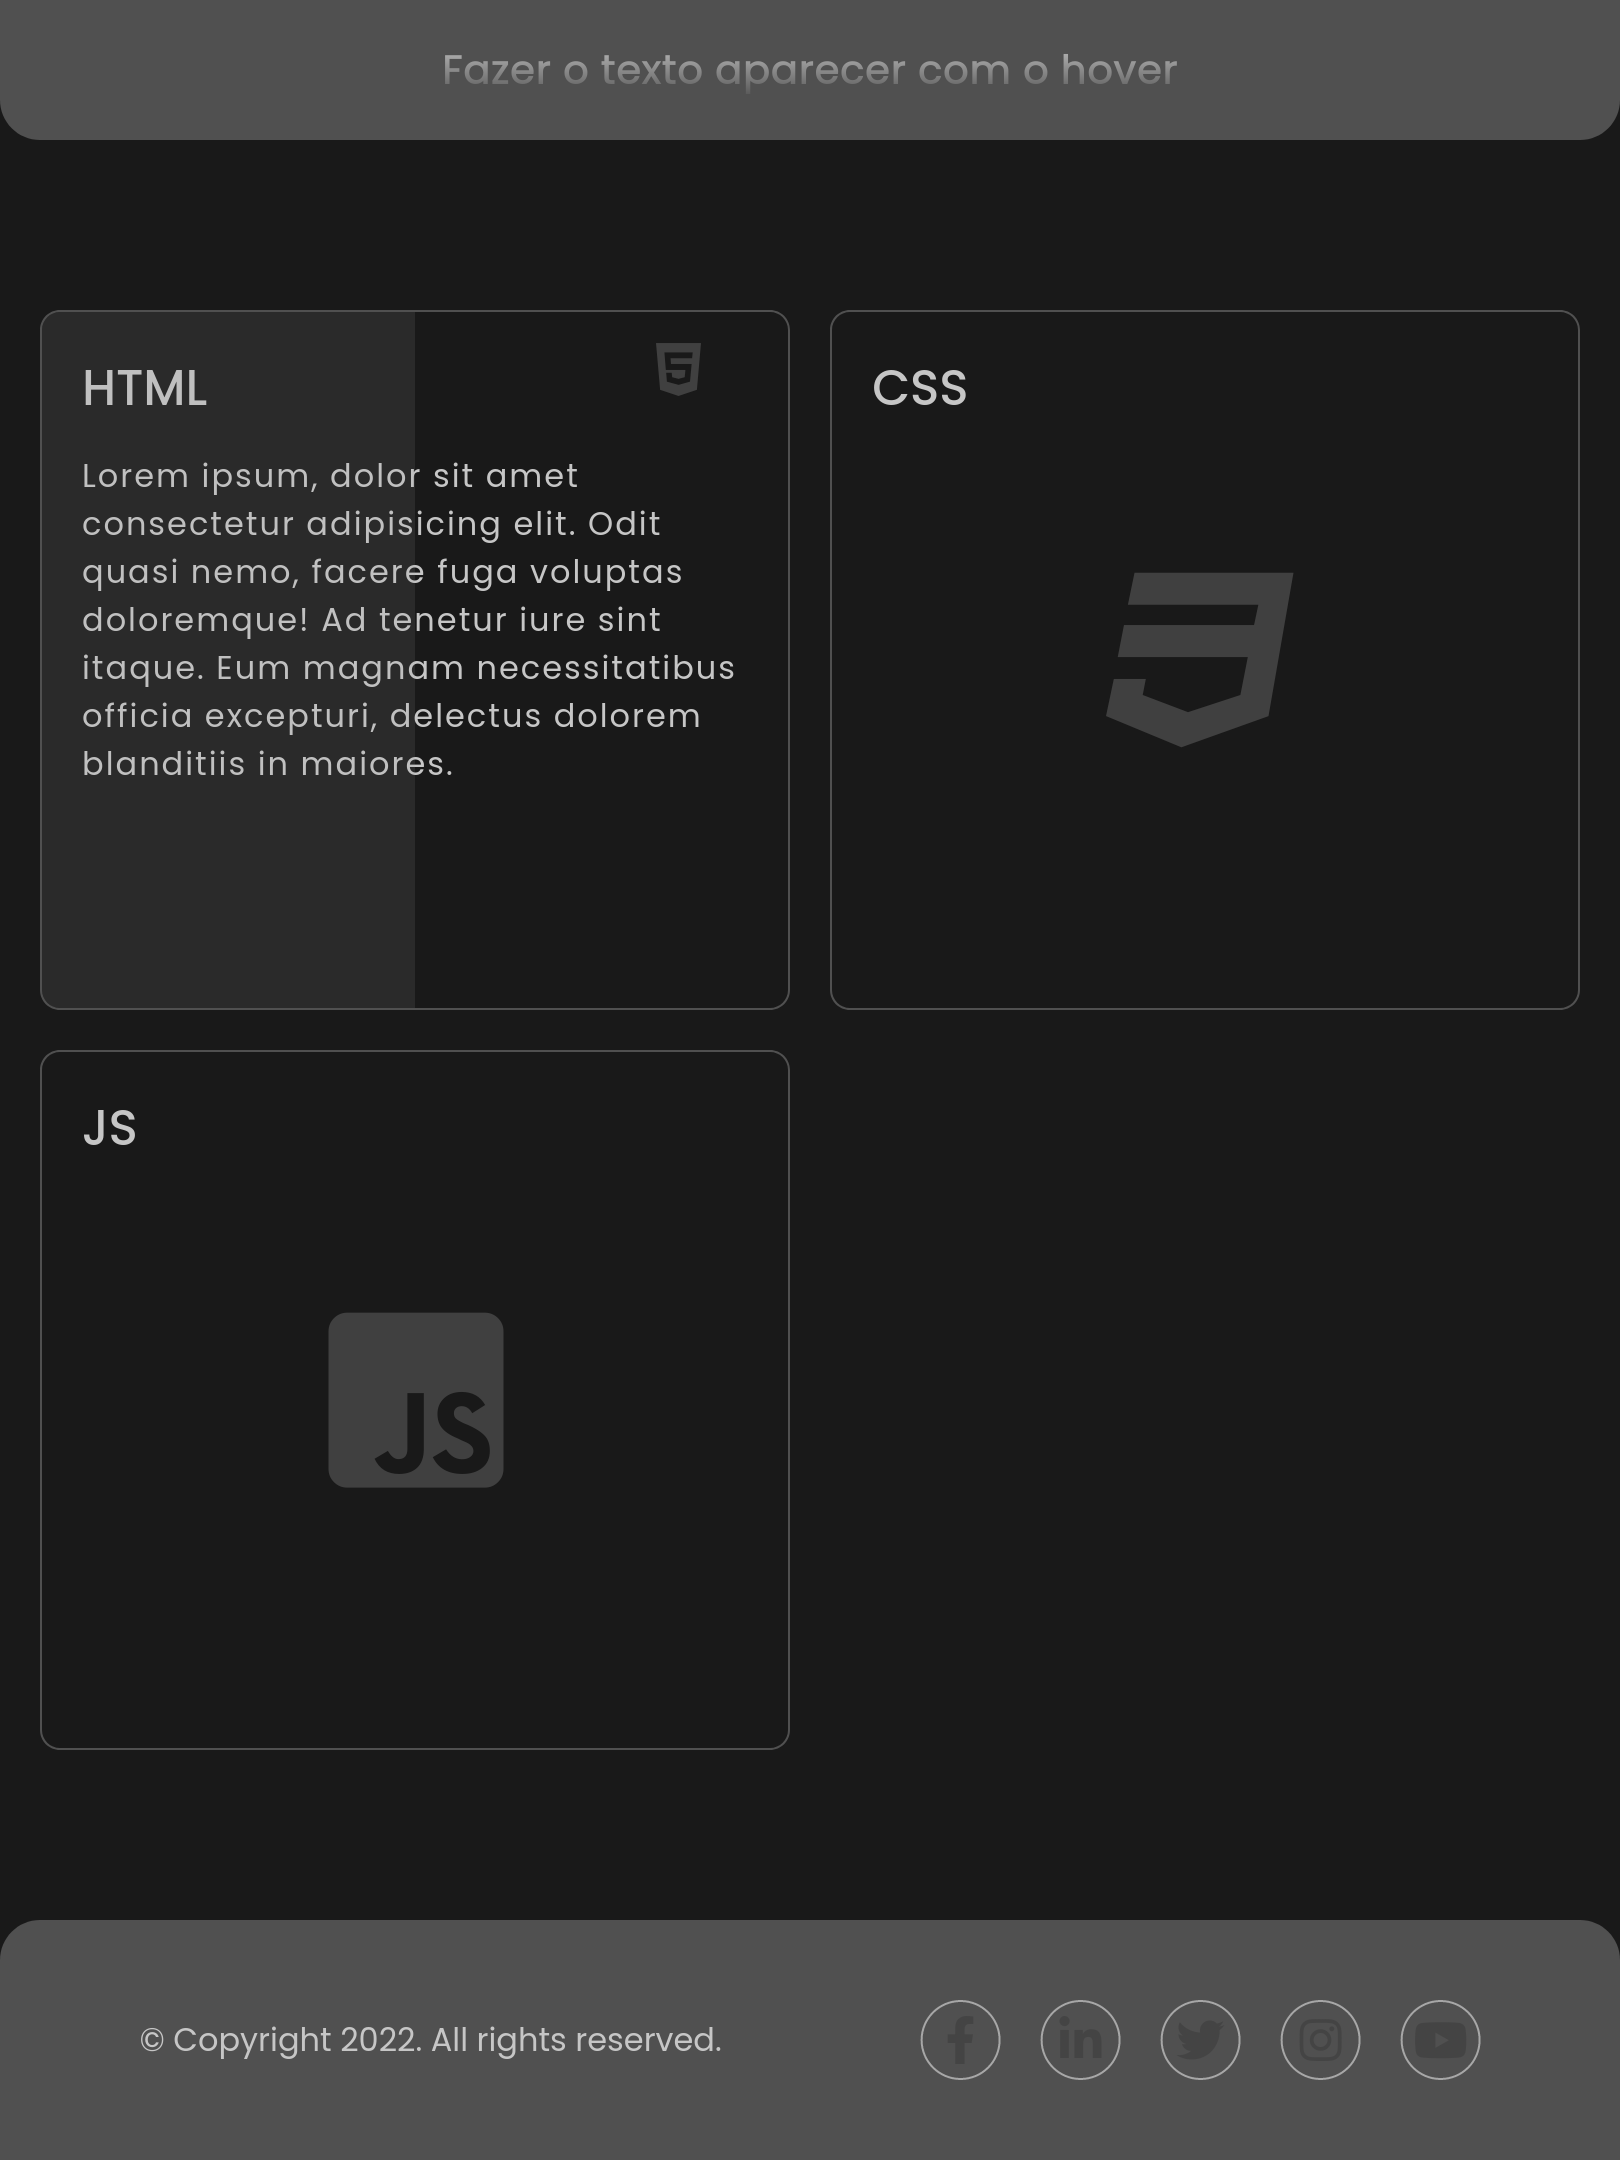 Fazer o texto aparecer com o hover
HTML
Lorem ipsum, dolor sit amet
consectetur adipisicing elit. Odit
quasi nemo, facere fuga voluptas
doloremque! Ad tenetur iure sint
itaque. Eum magnam necessitatibus
officia excepturi, delectus dolorem
blanditiis in maiores.
CSS
JS
JS
© Copyright 2022. All rights reserved.